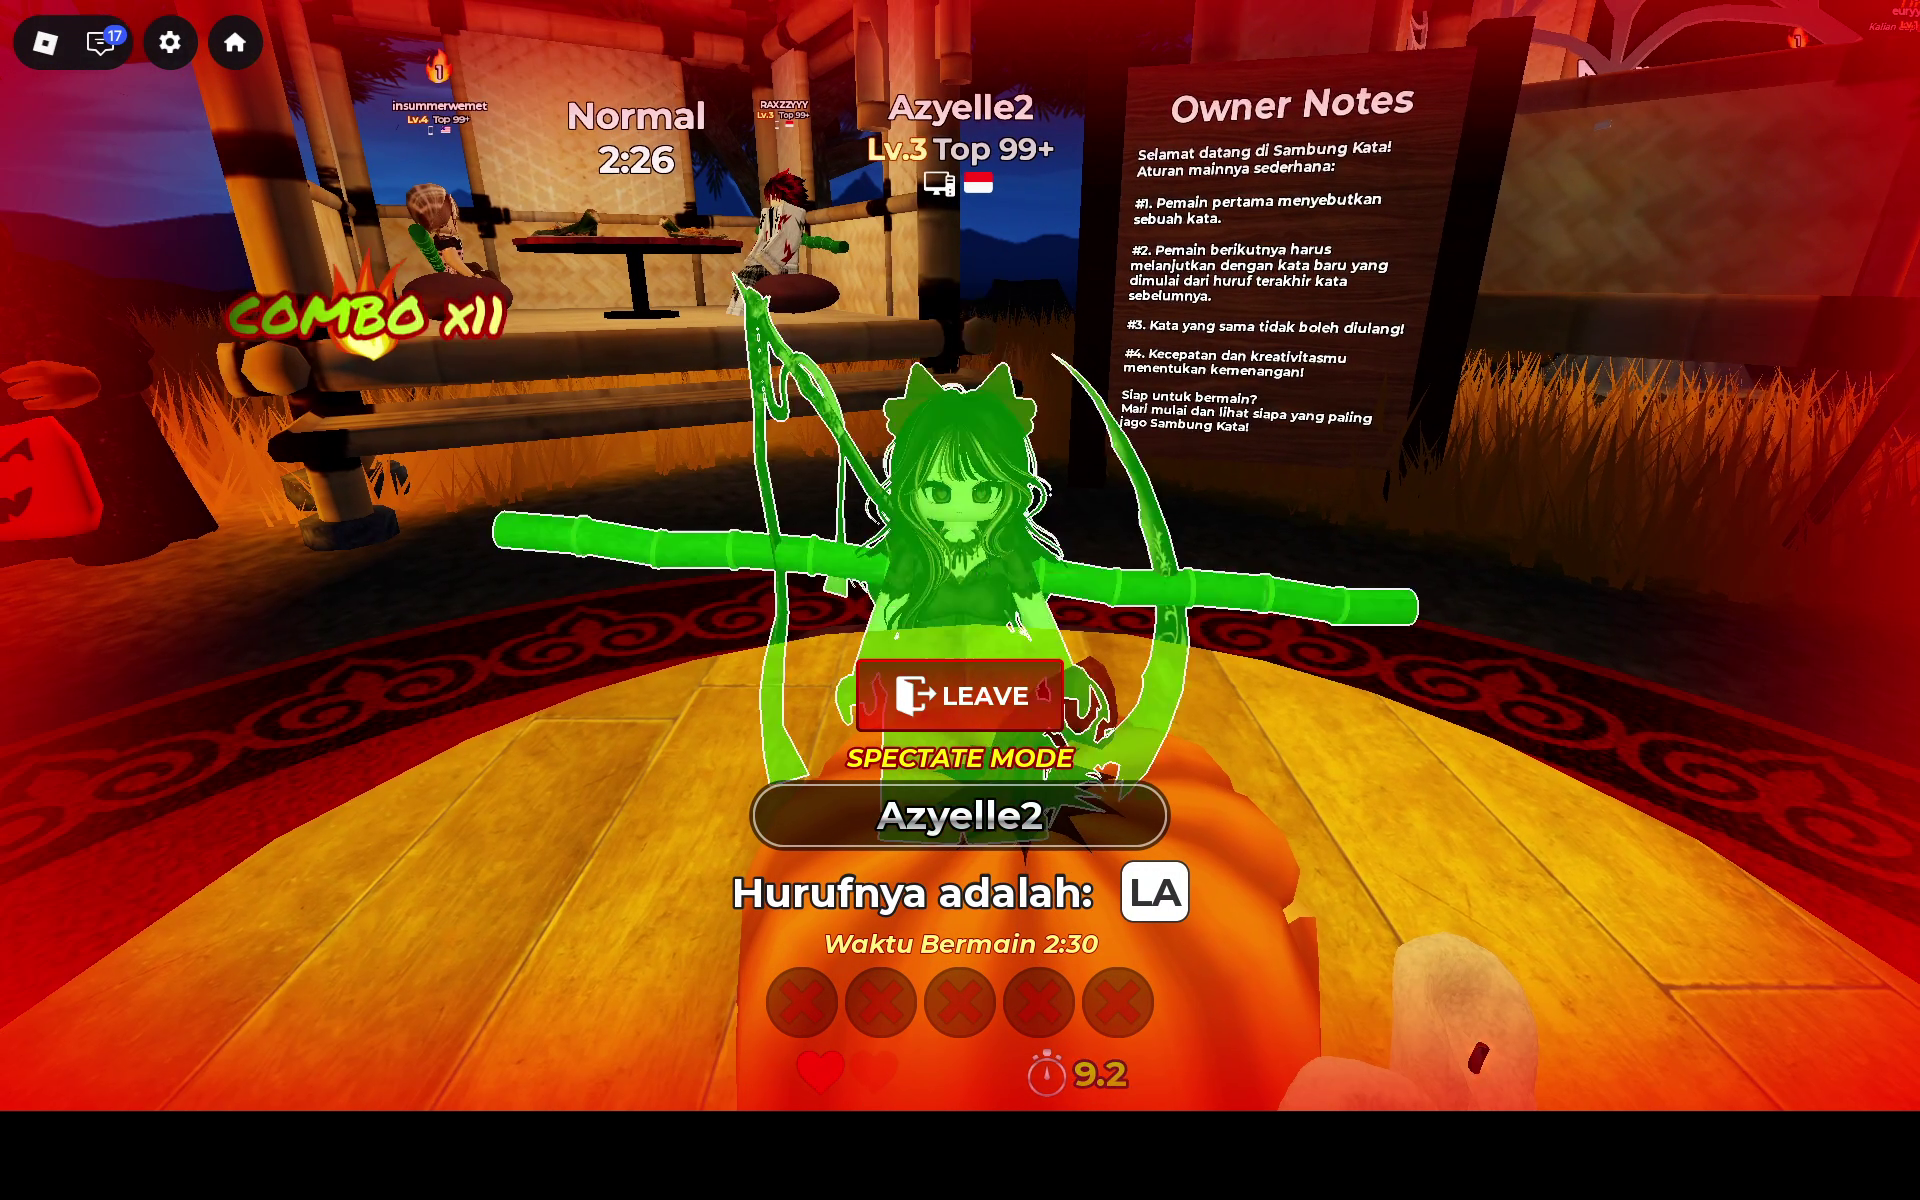 17
1
insummerwemet
Lv.4 Top 99+
Normal
2:26
RAXZZYYY
Lv.3 Top 99+
Azyelle2
Lv.3 Top 99+
COMBO x11
Owner Notes
Selamat datang di Sambung Kata!
Aturan mainnya sederhana:
#1. Pemain pertama menyebutkan
sebuah kata.
#2. Pemain berikutnya harus
melanjutkan dengan kata baru yang
dimulai dari huruf terakhir kata
sebelumnya.
#3. Kata yang sama tidak boleh diulang!
#4. Kecepatan dan kreativitasmu
menentukan kemenangan!
Siap untuk bermain?
Mari mulai dan lihat siapa yang paling
jago Sambung Kata!
1
LEAVE
SPECTATE MODE
Azyelle2
Hurufnya adalah: LA
Waktu Bermain 2:30
9.2